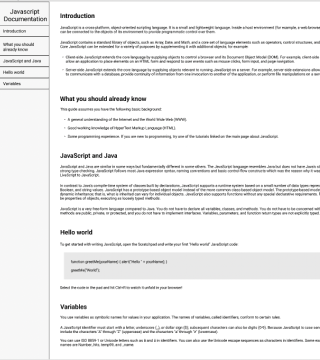 Javascript
Documentation
Introduction
What you should
already know
JavaScript and Java
Hello world
Variables
Introduction
JavaScript is a cross-platform, object-oriented scripting language. It is a small and lightweight language. Inside a host environment (for example, a web browser
can be connected to the objects of its environment to provide programmatic control over them.
JavaScript contains a standard library of objects, such as Array, Date, and Math, and a core set of language elements such as operators, control structures, and
Core JavaScript can be extended for a variety of purposes by supplementing it with additional objects; for example:
Client-side JavaScript extends the core language by supplying objects to control a browser and its Document Object Model (DOM). For example, client-side
allow an application to place elements on an HTML form and respond to user events such as mouse clicks, form input, and page navigation.
Server-side JavaScript extends the core language by supplying objects relevant to running JavaScript on a server. For example, server-side extensions allow
to communicate with a database, provide continuity of information from one invocation to another of the application, or perform file manipulations on a server
What you should already know
This guide assumes you have the following basic background:
A general understanding of the Internet and the World Wide Web (WWW).
Good working knowledge of HyperText Markup Language (HTML).
Some programming experience. If you are new to programming, try one of the tutorials linked on the main page about JavaScript.
JavaScript and Java
JavaScript and Java are similar in some ways but fundamentally different in some others. The JavaScript language resembles Java but does not have Java's
strong type checking. JavaScript follows most Java expression syntax, naming conventions and basic control-flow constructs which was the reason why it was
LiveScript to JavaScript.
In contrast to Java's compile-time system of classes built by declarations, JavaScript supports a runtime system based on a small number of data types
Boolean, and string values. JavaScript has a prototype-based object model instead of the more common class-based object model. The prototype-based
dynamic inheritance; that is, what is inherited can vary for individual objects. JavaScript also supports functions without any special declarative requirements.
be properties of objects, executing as loosely typed methods.
JavaScript is a very free-form language compared to Java. You do not have to declare all variables, classes, and methods. You do not have to be concerned
methods are public, private, or protected, and you do not have to implement interfaces. Variables, parameters, and function return types are not explicitly typed.
Hello world
To get started with writing JavaScript, open the Scratchpad and write your first "Hello world" JavaScript code:
function greetMe(yourName) { alert("Hello " + yourName); }
greetMe("World");
Select the code in the pad and hit Ctrl+R to watch it unfold in your browser!
Variables
You use variables as symbolic names for values in your application. The names of variables, called identifiers, conform to certain rules.
A JavaScript identifier must start with a letter, underscore (_), or dollar sign ($); subsequent characters can also be digits (0-9). Because JavaScript is case
include the characters "A" through "Z" (uppercase) and the characters "a" through "z" (lowercase).
You can use ISO 8859-1 or Unicode letters such as å and ü in identifiers. You can also use the Unicode escape sequences as characters in identifiers. Some
names are Number_hits, temp99, and _name.